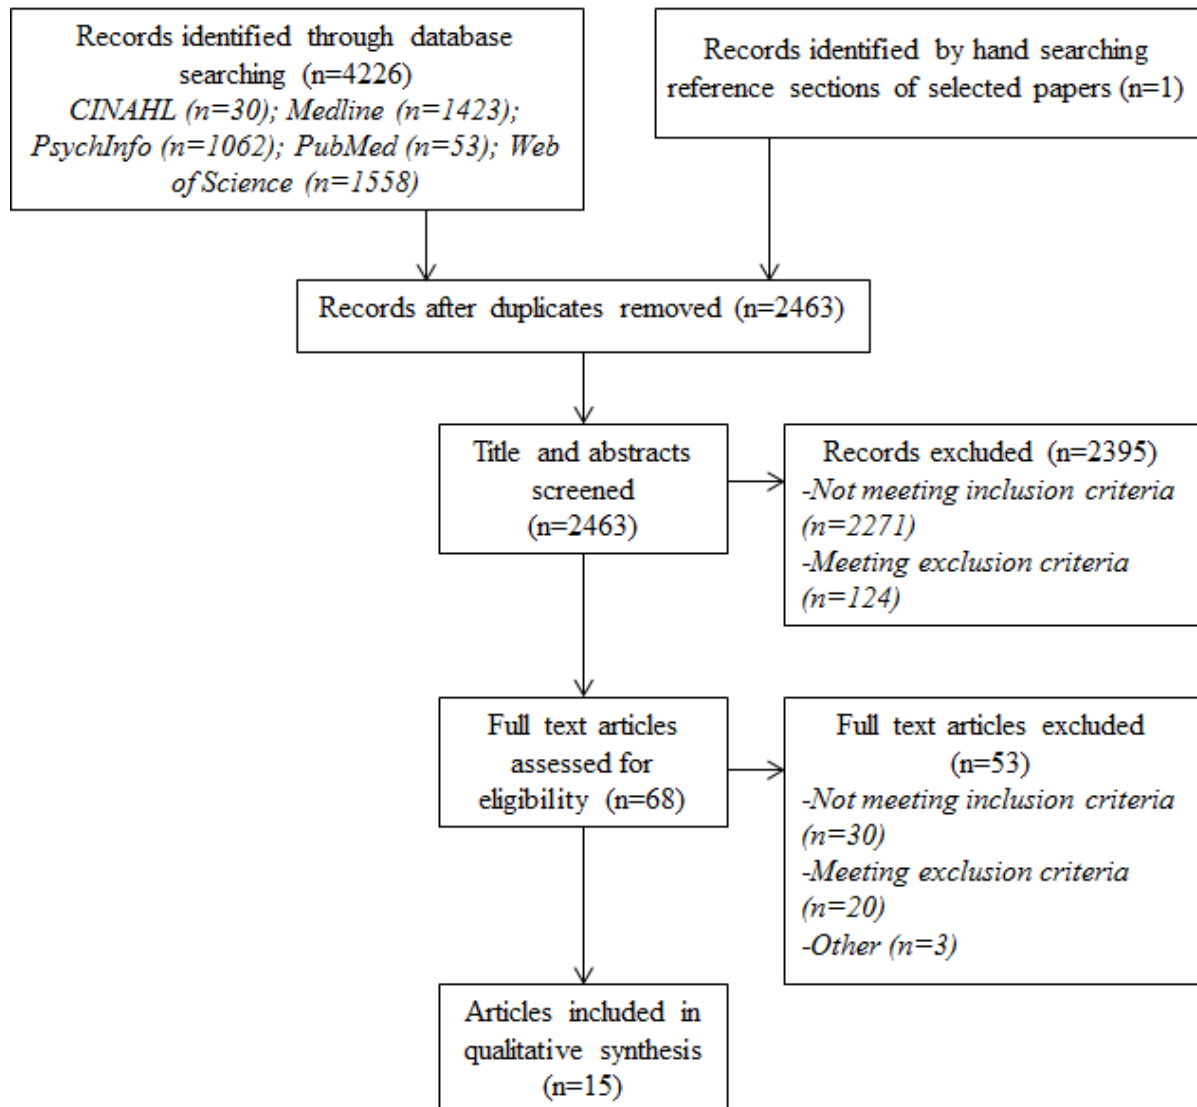 Records identified through database
searching (n=4226)
CINAHL (n=30); Medline (n=1423);
PsychInfo (n=1062); PubMed (n=53); Web
of Science (n=1558)
Records identified by hand searching
reference sections of selected papers (n=1)
Records after duplicates removed (n=2463)
Title and abstracts
screened
(n=2463)
Records excluded (n=2395)
-Not meeting inclusion criteria
(n=2271)
-Meeting exclusion criteria
(n=124)
Full text articles
assessed for
eligibility (n=68)
Full text articles excluded
(n=53)
-Not meeting inclusion criteria
(n=30)
-Meeting exclusion criteria
(n=20)
-Other (n=3)
Articles included in
qualitative synthesis
(n=15)